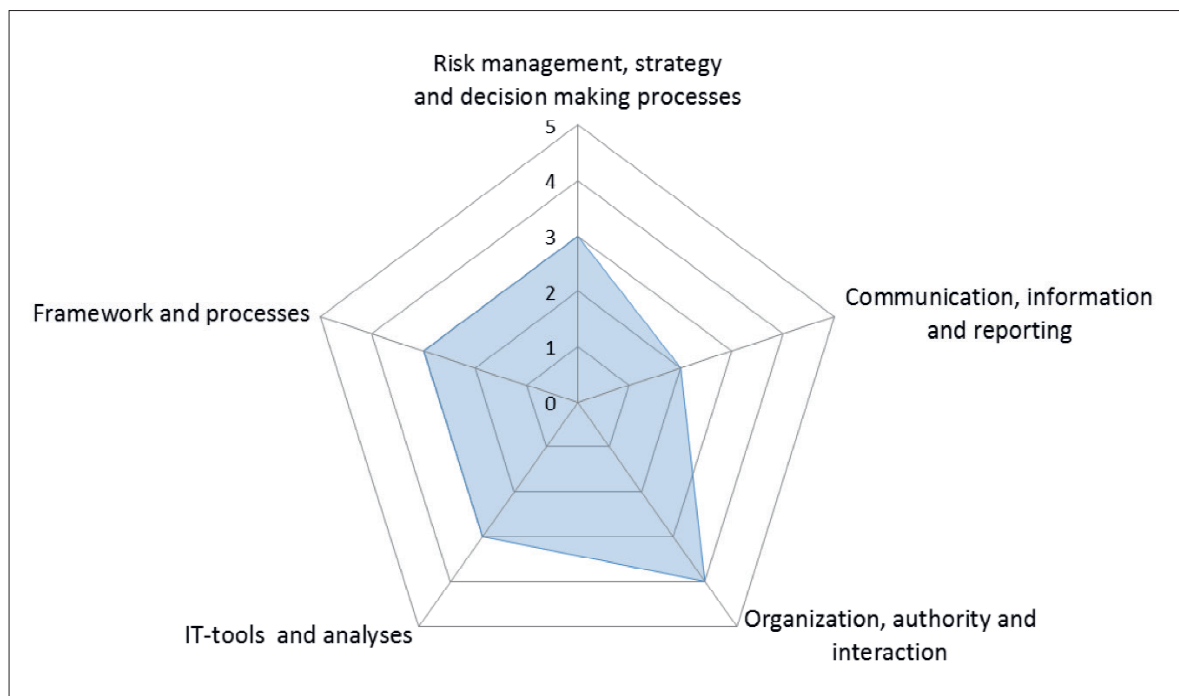 Risk management, strategy
and decision making processes
5
4
3
2
1
0
Communication, information
and reporting
Framework and processes
IT-tools and analyses
Organization, authority and
interaction